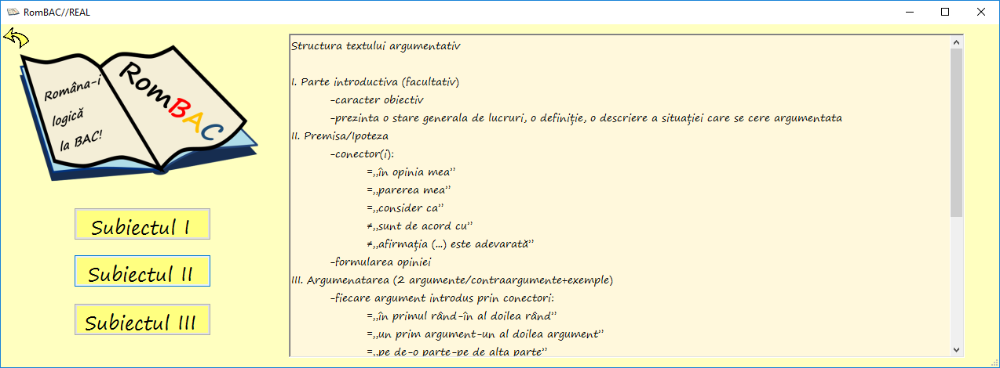 RomBAC//REAL
Româna-i
logică
la BAC!
RomBAC
Subiectul I
Subiectul II
Subiectul III
Structura textului argumentativ
I. Parte introductiva (facultativ)
-caracter obiectiv
-prezinta o stare generala de lucruri, o definiție, o descriere a situației care se cere argumentata
II. Premisa/Ipoteza
-conector(i):
=„în opinia mea”
=„parerea mea”
=„consider ca”
≠„sunt de acord cu”
≠„afirmația (...) este adevarată”
-formularea opiniei
III. Argumenatarea (2 argumente/contraargumente+exemple)
-fiecare argument introdus prin conectori:
=„în primul rând-în al doilea rând”
=„un prim argument-un al doilea argument”
=„pe de-o parte-pe de alta parte”